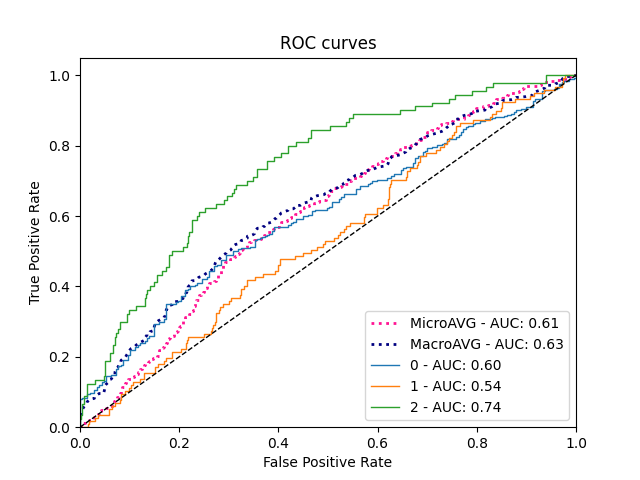 ROC curves
True Positive Rate
1.0
0.8
0.6
0.4
0.2
0.0
MicroAVG - AUC: 0.61
MacroAVG - AUC: 0.63
0 - AUC: 0.60
1 - AUC: 0.54
2 - AUC: 0.74
0.0 0.2 0.4 0.6 0.8 1.0
False Positive Rate